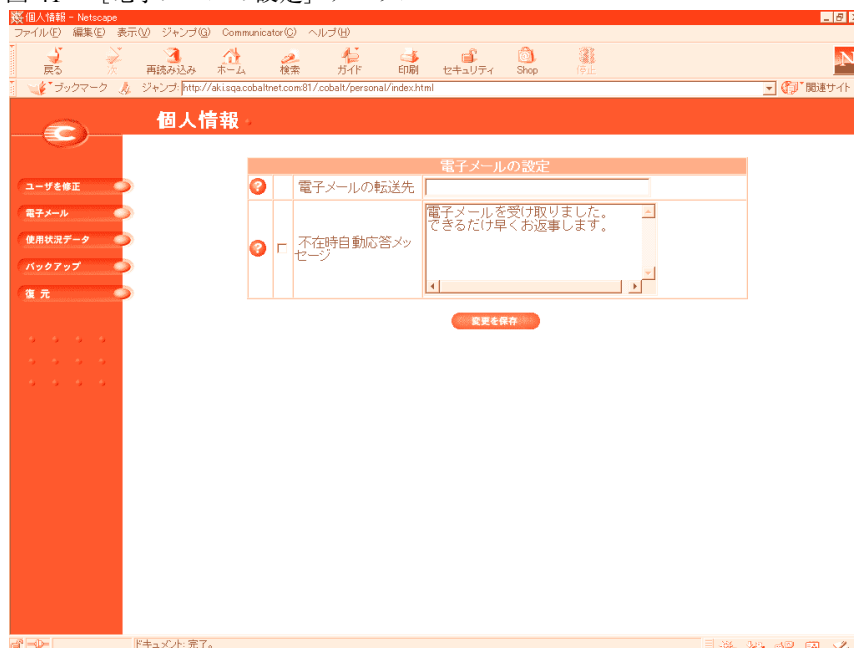 個人情報 - Netscape
ファイル(F) 編集(E) 表示(V) ジャンプ(G) Communicator(C) ヘルプ(H)
戻る 次 再読み込み ホーム 検索 ガイド 印刷 セキュリティ Shop 停止
ブックマーク ジャンプ: http://aki.sqa.cobaltnet.com:81/.cobalt/personal/index.html 関連サイト
個人情報
ユーザを修正
電子メール
使用状況データ
バックアップ
復元
電子メールの設定
電子メールの転送先
不在時自動応答メッ
セージ
電子メールを受け取りました。
できるだけ早くお返事します。
変更を保存
ドキュメント: 完了。